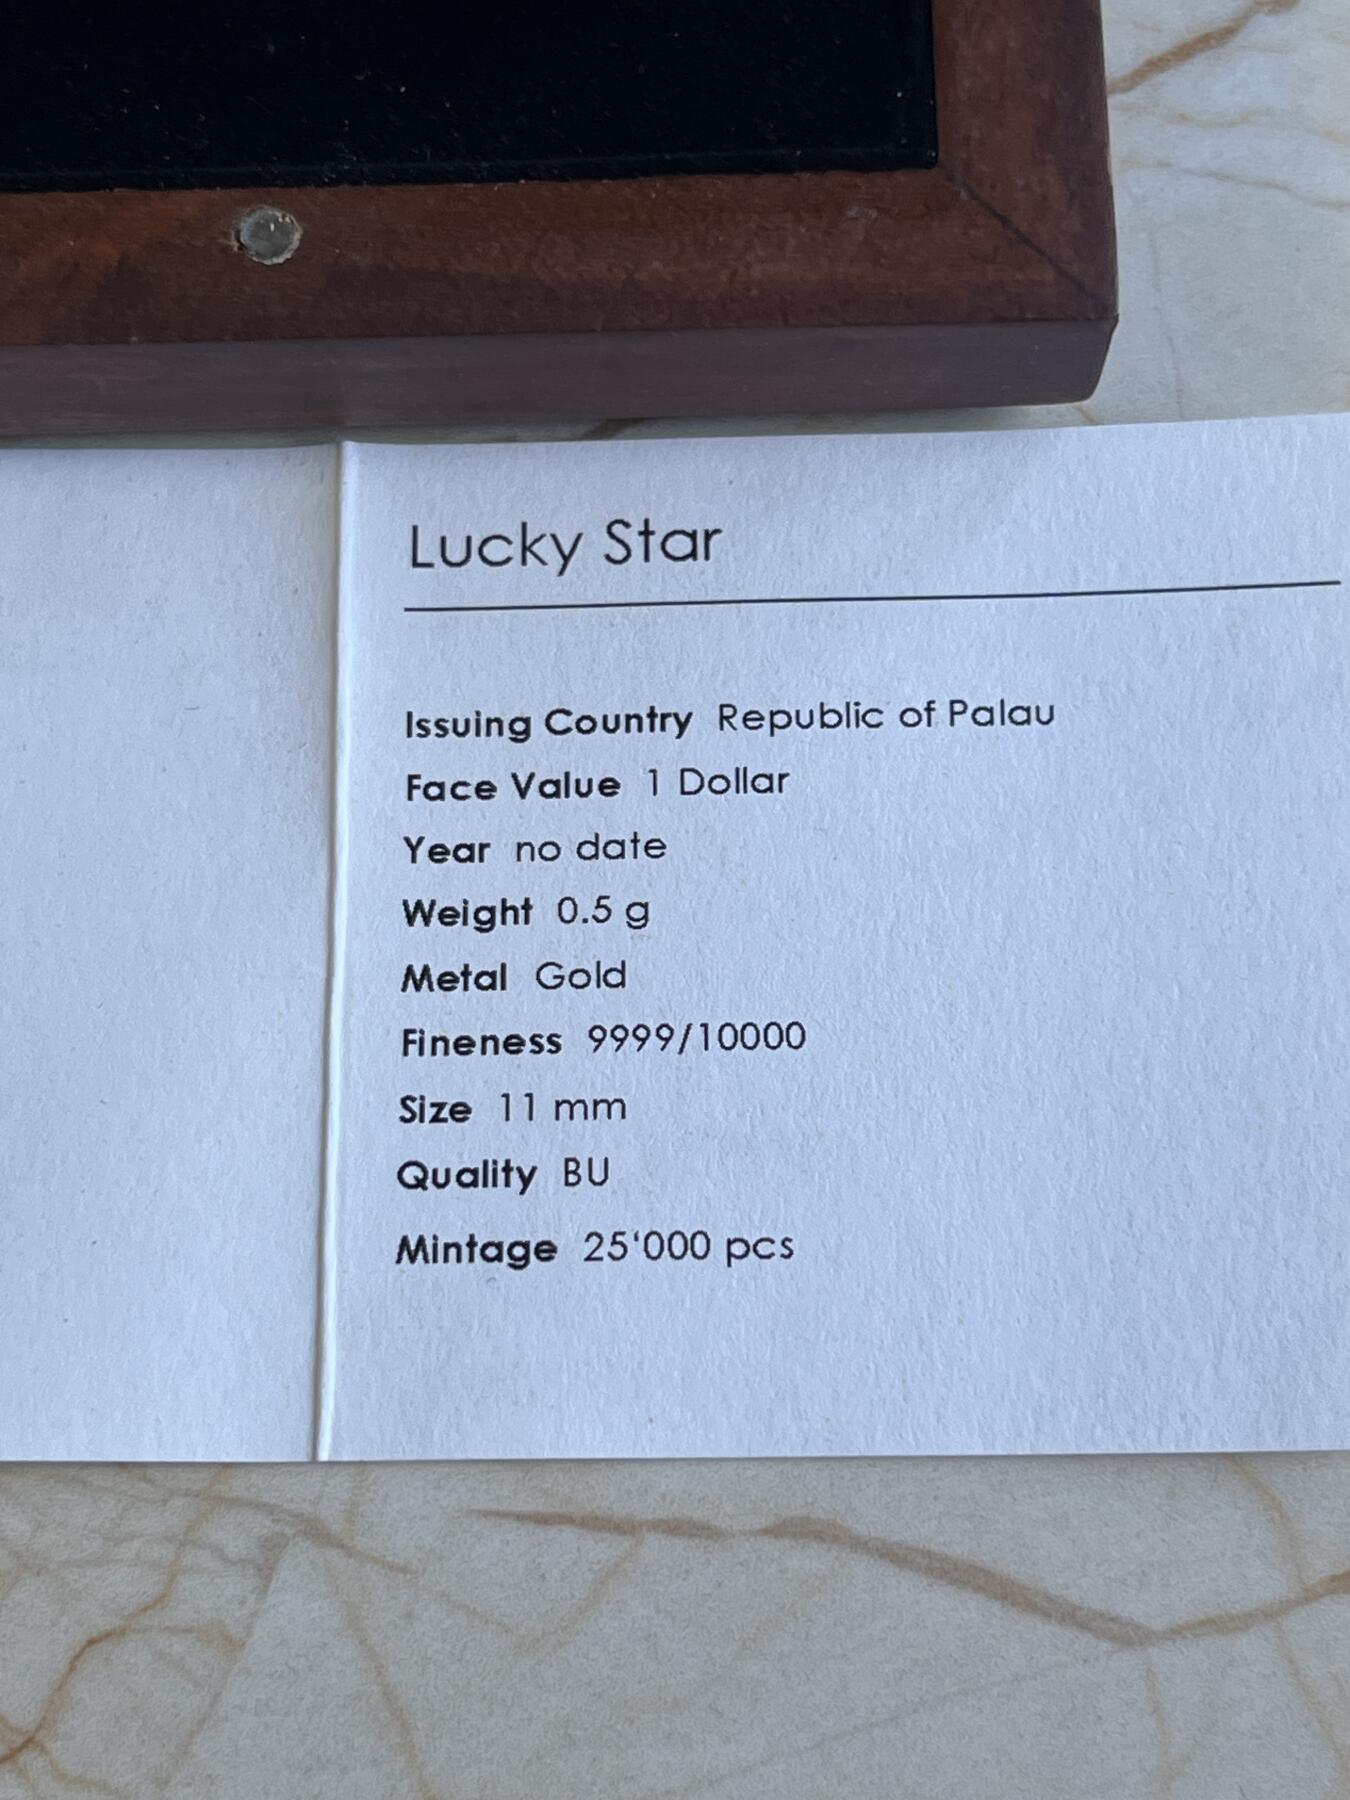 Lucky Star
Issuing Country Republic of Palau
Face Value 1 Dollar
Year no date
Weight 0.5 g
Metal Gold
Fineness 9999/10000
Size 11 mm
Quality BU
Mintage 25‘000 pcs